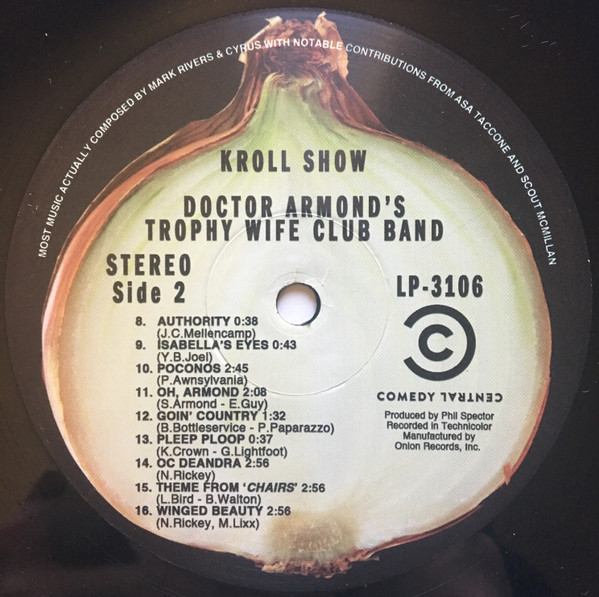 MOST MUSIC ACTUALLY COMPOSED BY MARK RIVERS & CYRUS WITH NOTABLE CONTRIBUTIONS FROM ASA TACCONE AND SCOUT MCMILLAN
KROLL SHOW
DOCTOR ARMOND'S
TROPHY WIFE CLUB BAND
STEREO
Side 2
LP-3106
8. AUTHORITY 0:38
(J.C.Mellencamp)
9. ISABELLA'S EYES 0:43
(Y.B.Joel)
10. POCONOS 2:45
(P.Awnsylvania)
11. OH, ARMOND 2:08
(S.Armond - E.Guy)
12. GOIN' COUNTRY 1:32
(B.Bottleservice - P.Paparazzo)
13. PLEEP PLOOP 0:37
(K.Crown - G.Lightfoot)
14. OC DEANDRA 2:56
(N.Rickey)
15. THEME FROM 'CHAIRS' 2:56
(L.Bird - B.Walton)
16. WINGED BEAUTY 2:56
(N.Rickey, M.Lixx)
COMEDY CENTRAL
Produced by Phil Spector
Recorded in Technicolor
Manufactured by
Onion Records, Inc.